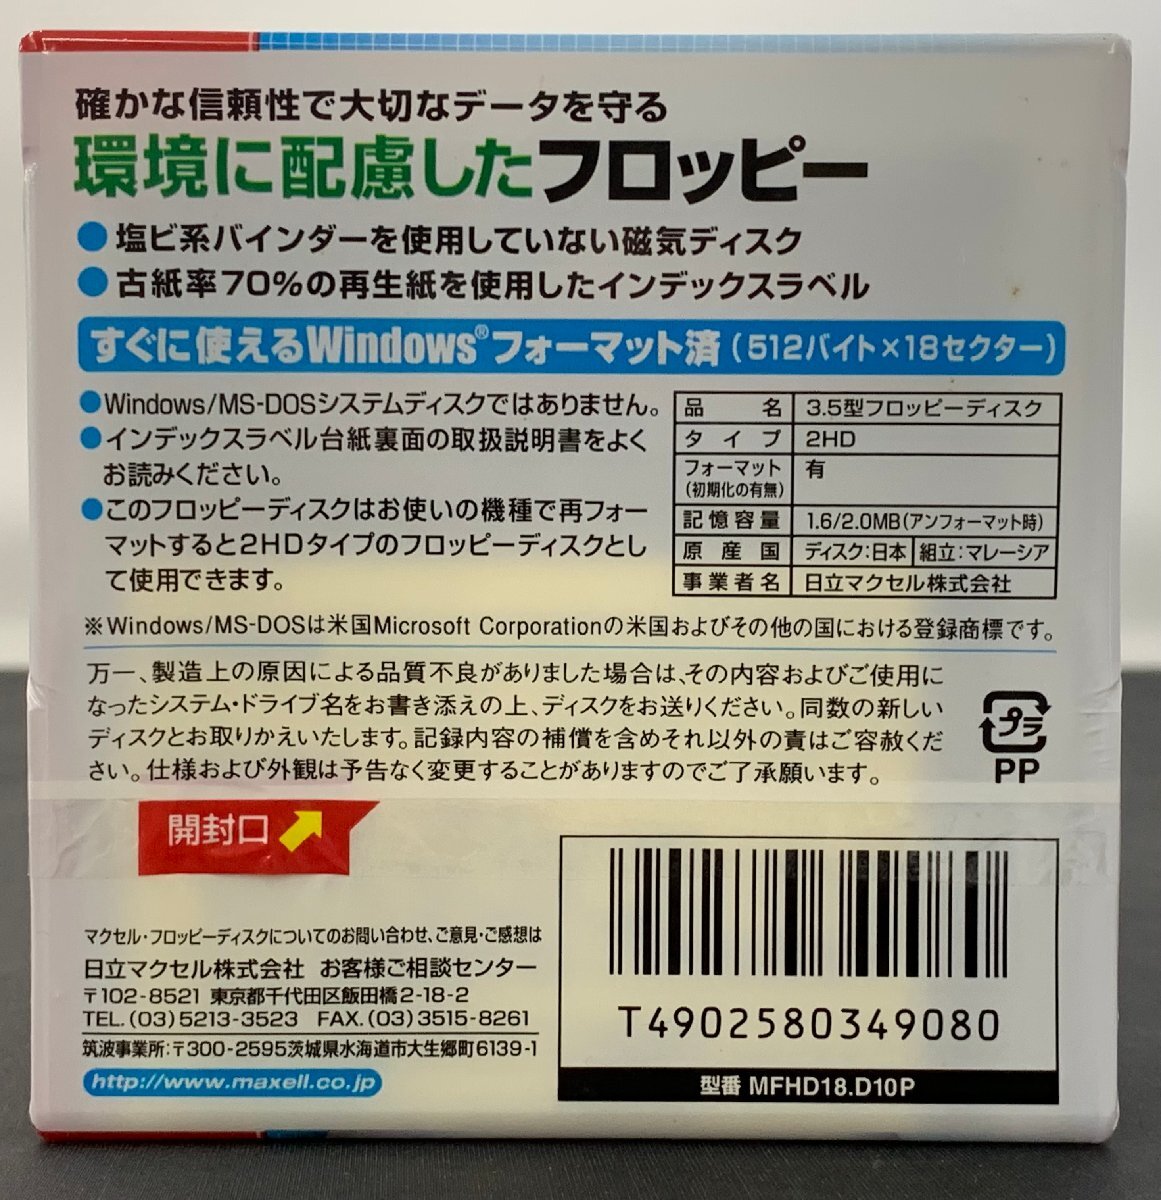 確かな信頼性で大切なデータを守る
環境に配慮したフロッピー
●塩ビ系バインダーを使用していない磁気ディスク
●古紙率70%の再生紙を使用したインデックスラベル
すぐに使えるWindows®フォーマット済(512バイト×18セクター)
●Windows/MS-DOSシステムディスクではありません。
●インデックスラベル台紙裏面の取扱説明書をよく
お読みください。
●このフロッピーディスクはお使いの機種で再フォー
マットすると2HDタイプのフロッピーディスクとし
て使用できます。
品名 3.5型フロッピーディスク
タイプ 2HD
フォーマット(初期化の有無) 有
記憶容量 1.6/2.0MB(アンフォーマット時)
原産国 ディスク:日本 組立:マレーシア
事業者名 日立マクセル株式会社
※Windows/MS-DOSは米国Microsoft Corporationの米国およびその他の国における登録商標です。
万一、製造上の原因による品質不良がありました場合は、その内容およびご使用に
なったシステム・ドライブ名をお書き添えの上、ディスクをお送りください。同数の新しい
ディスクとお取りかえいたします。記録内容の補償を含めそれ以外の責はご容赦くだ
さい。仕様および外観は予告なく変更することがありますのでご了承願います。
プラ
PP
開封口
マクセル・フロッピーディスクについてのお問い合わせ、ご意見・ご感想は
日立マクセル株式会社 お客様ご相談センター
〒102-8521 東京都千代田区飯田橋2-18-2
TEL.(03)5213-3523 FAX.(03)3515-8261
筑波事業所:〒300-2595茨城県水海道市大生郷町6139-1
http://www.maxell.co.jp
T4902580349080
型番 MFHD18.D10P